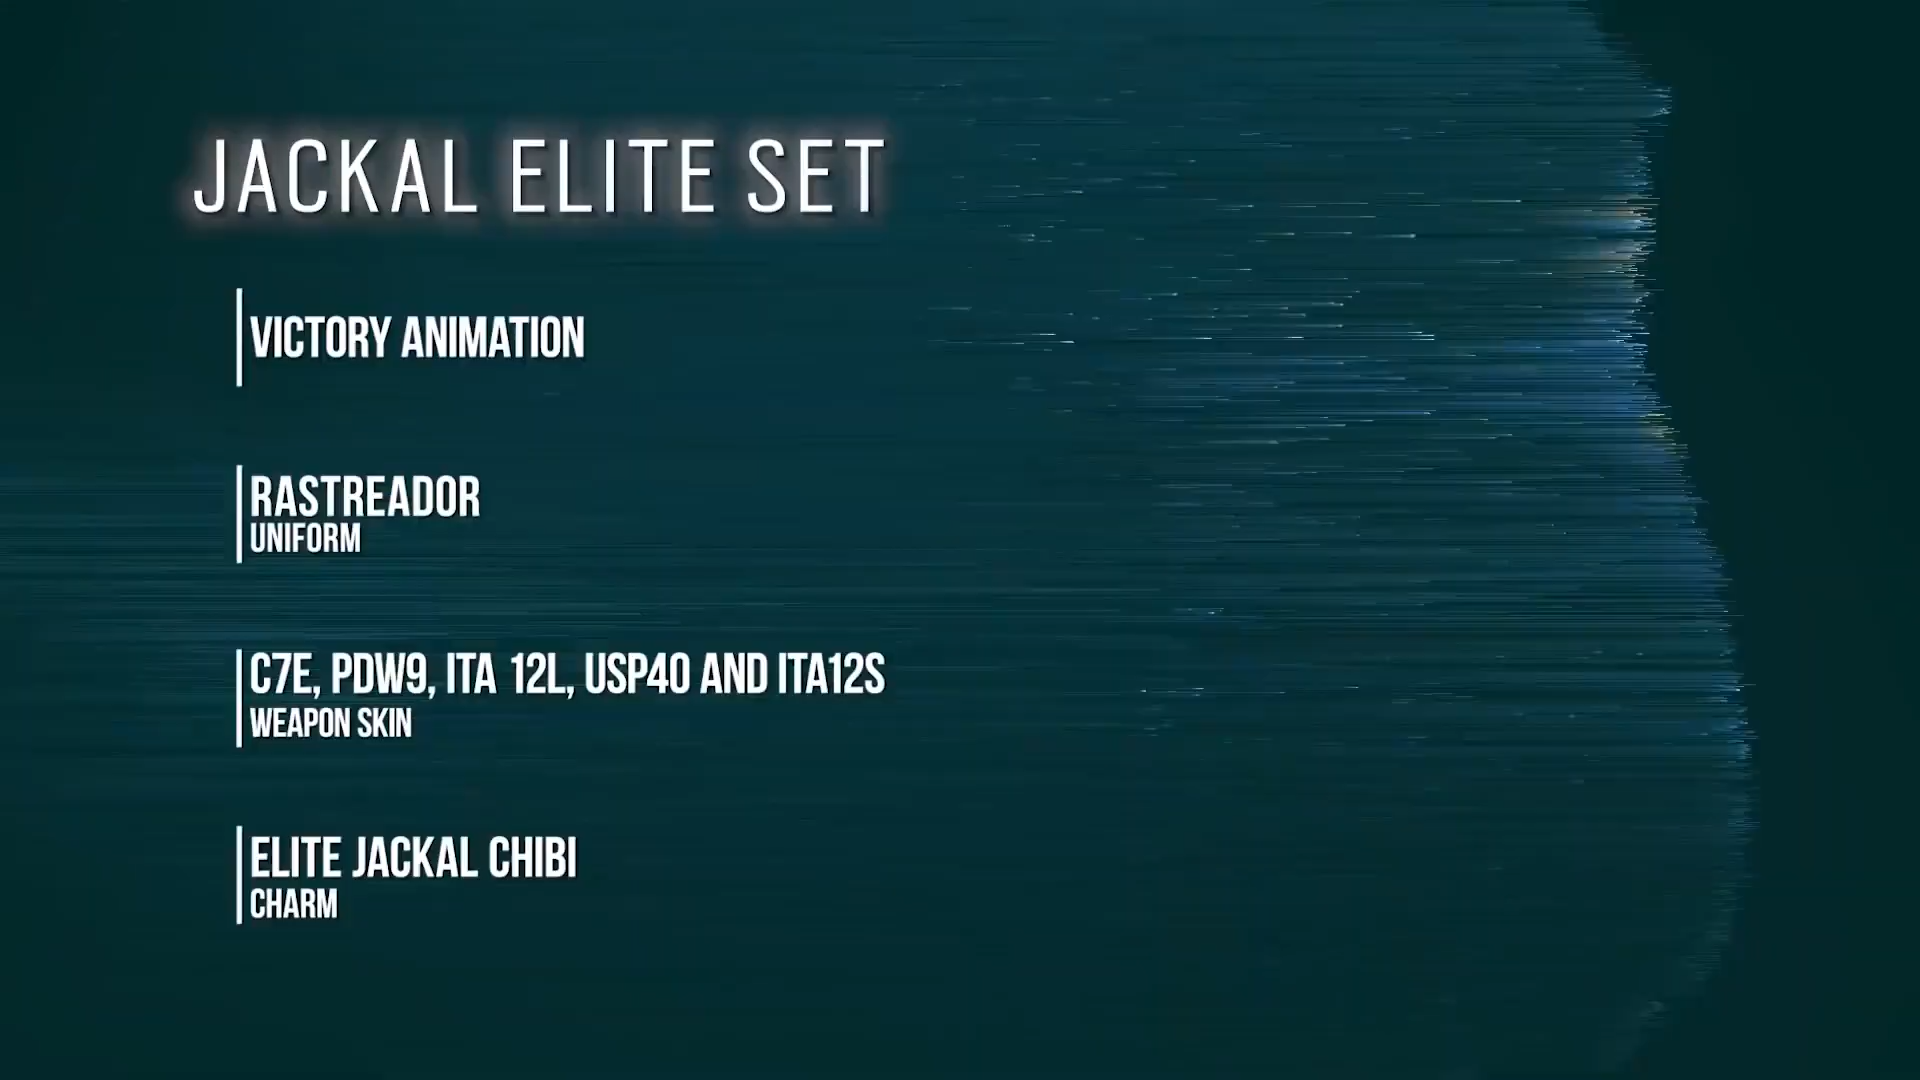 JACKAL ELITE SET
VICTORY ANIMATION
RASTREADOR
UNIFORM
C7E, PDW9, ITA 12L, USP40 AND ITA12S
WEAPON SKIN
ELITE JACKAL CHIBI
CHARM